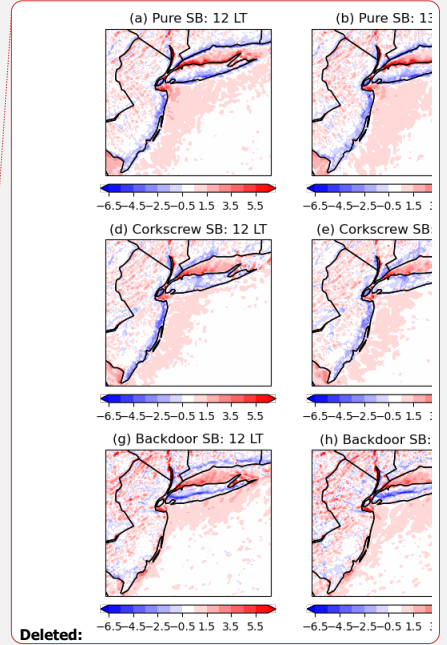 (a) Pure SB: 12 LT (b) Pure SB: 13
−6.5−4.5−2.5−0.5 1.5 3.5 5.5 −6.5−4.5−2.5−0.5 1.5
(d) Corkscrew SB: 12 LT (e) Corkscrew SB:
−6.5−4.5−2.5−0.5 1.5 3.5 5.5 −6.5−4.5−2.5−0.5 1.5
(g) Backdoor SB: 12 LT (h) Backdoor SB:
−6.5−4.5−2.5−0.5 1.5 3.5 5.5 −6.5−4.5−2.5−0.5 1.5
Deleted: